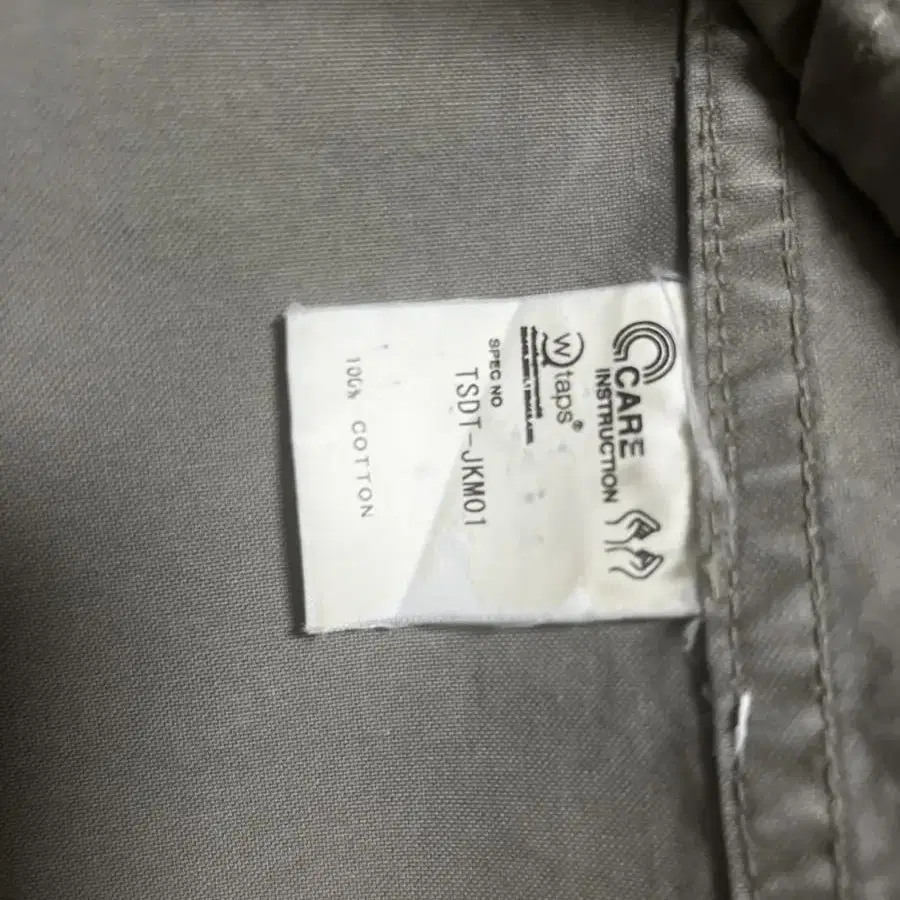 CARE
INSTRUCTION
Wtaps®
SPEC NO
TSDT-JKM01
100% COTTON